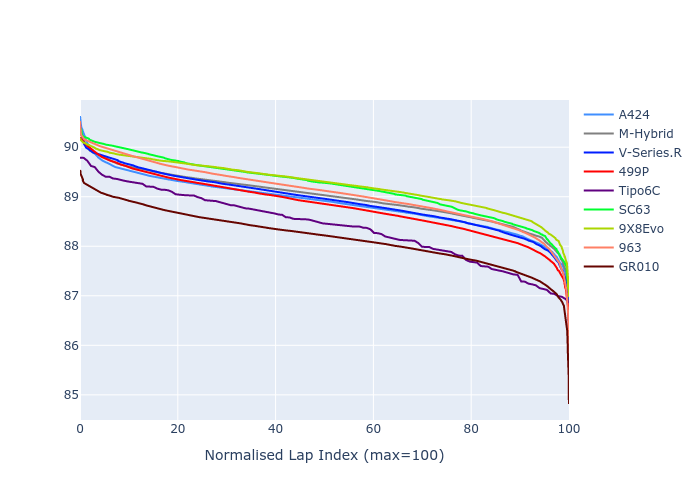 90
89
88
87
86
85
0 20 40 60 80 100
Normalised Lap Index (max=100)
A424
M-Hybrid
V-Series.R
499P
Tipo6C
SC63
9X8Evo
963
GR010